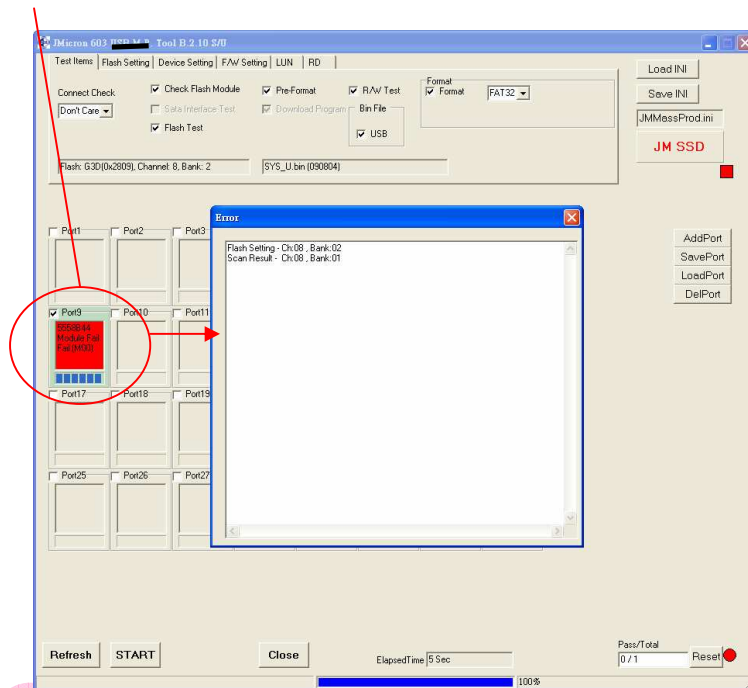 JMicron 603 USB M.P. Tool B.2.10 S/U
Test Items Flash Setting Device Setting F/W Setting LUN RD
Connect Check
Don't Care
Check Flash Module
Sata Interface Test
Flash Test
Pre-Format
Download Program
R/W Test
Bin File
USB
Format
Format FAT32
Load INI
Save INI
JMMassProd.ini
JM SSD
Flash: G3D(0x2809), Channel: 8, Bank: 2
SYS_U.bin (090804)
Port1 Port2 Port3
Error
Flash Setting - Ch:08 , Bank:02
Scan Result - Ch:08 , Bank:01
AddPort
SavePort
LoadPort
DelPort
Port9 Port10 Port11
5558B44
Module Fail
Fail (M00)
Port17 Port18 Port19
Port25 Port26 Port27
Refresh START Close
ElapsedTime 5 Sec
Pass/Total
0 / 1
Reset
100%